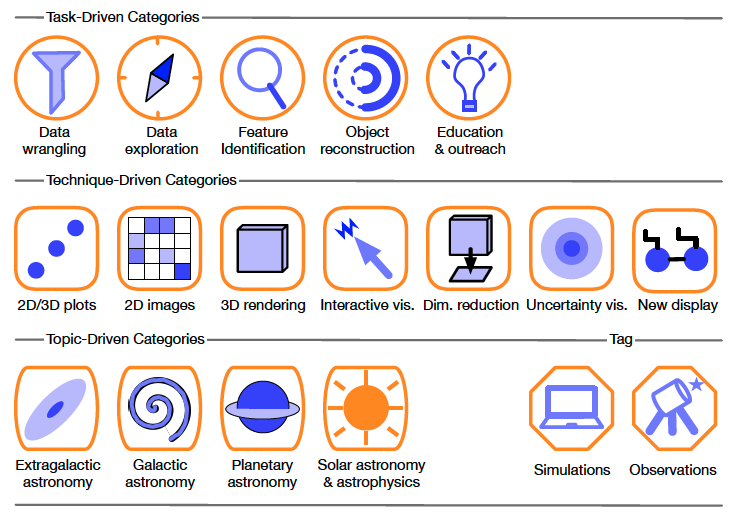 Task-Driven Categories
Data wrangling
Data exploration
Feature Identification
Object reconstruction
Education & outreach
Technique-Driven Categories
2D/3D plots
2D images
3D rendering
Interactive vis.
Dim. reduction
Uncertainty vis.
New display
Topic-Driven Categories
Tag
Extragalactic astronomy
Galactic astronomy
Planetary astronomy
Solar astronomy & astrophysics
Simulations
Observations